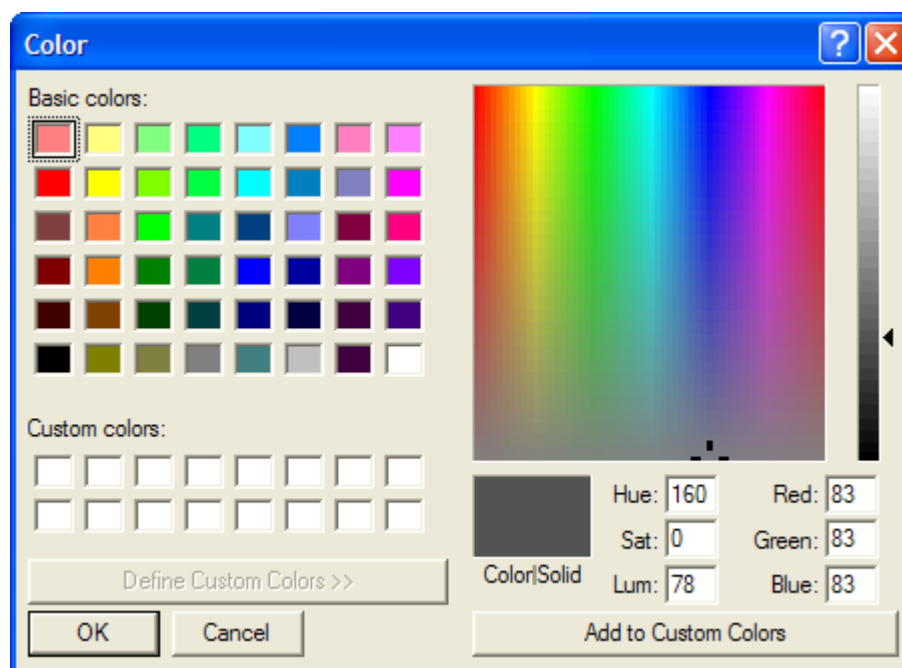 Color
Basic colors:
Custom colors:
Define Custom Colors >>
OK Cancel
Color|Solid
Hue: 160 Red: 83
Sat: 0 Green: 83
Lum: 78 Blue: 83
Add to Custom Colors